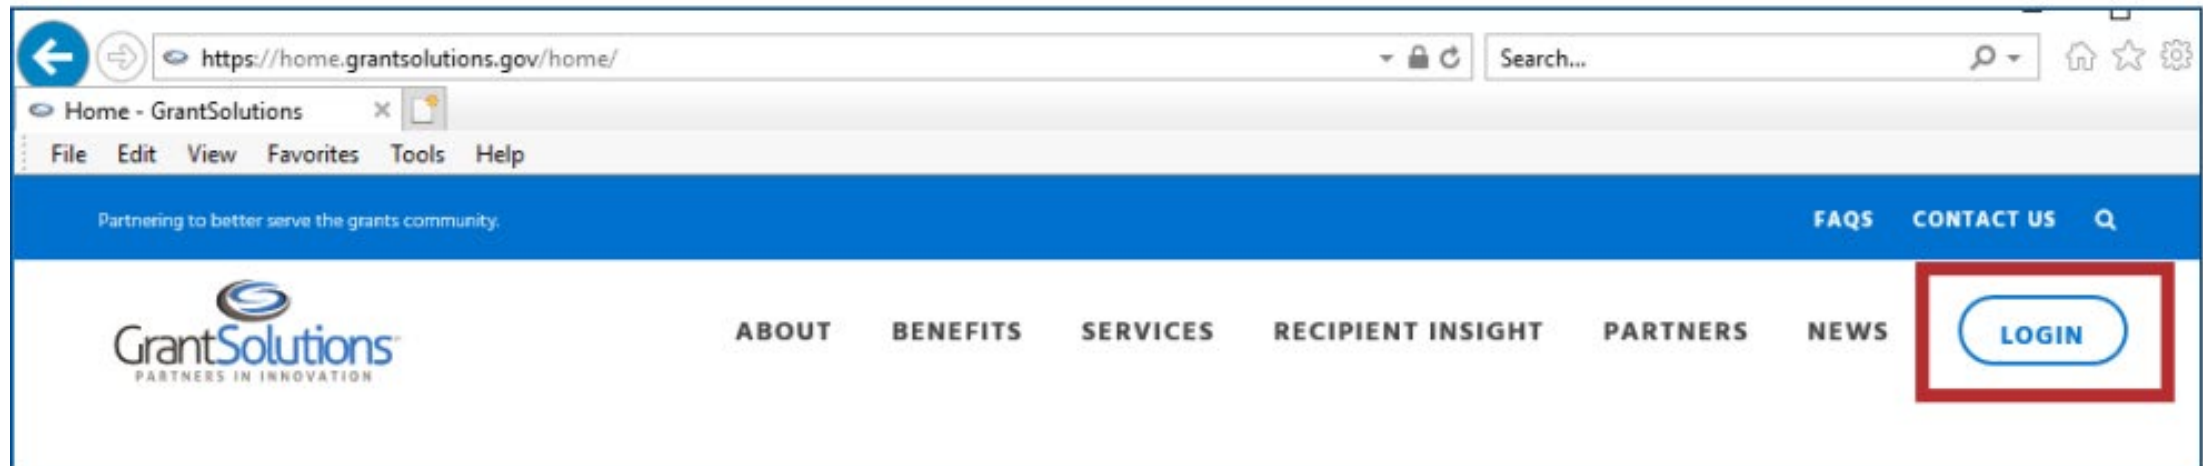 https://home.grantsolutions.gov/home/ Search...
Home - GrantSolutions
File Edit View Favorites Tools Help
Partnering to better serve the grants community. FAQS CONTACT US
GrantSolutions
PARTNERS IN INNOVATION
ABOUT BENEFITS SERVICES RECIPIENT INSIGHT PARTNERS NEWS LOGIN